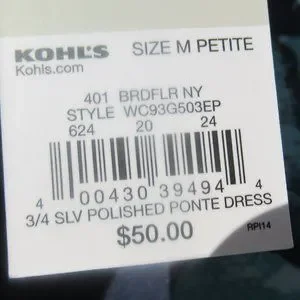 KOHL'S SIZE M PETITE
Kohls.com
401 BRDFLR NY
STYLE WC93G503EP
624 20 24
4 00430 39494 4
3/4 SLV POLISHED PONTE DRESS
$50.00 RPI14